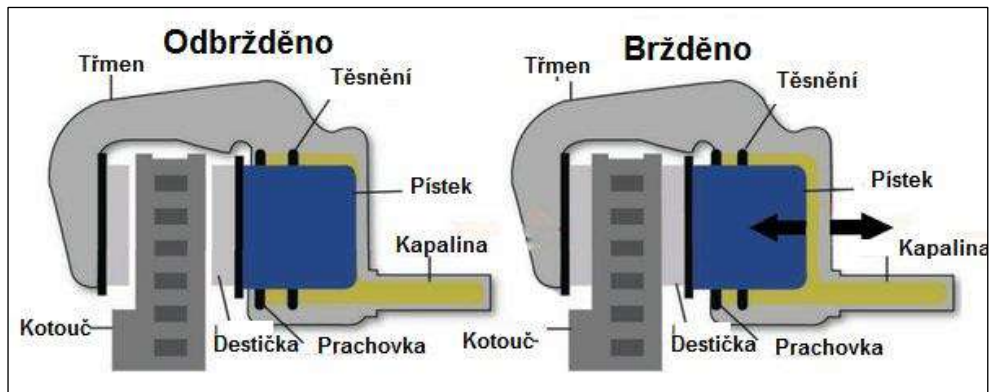 Odbržděno
Třmen
Těsnění
Pístek
Kapalina
Kotouč
Destička
Prachovka
Bržděno
Třmen
Těsnění
Pístek
Kapalina
Kotouč
Destička
Prachovka